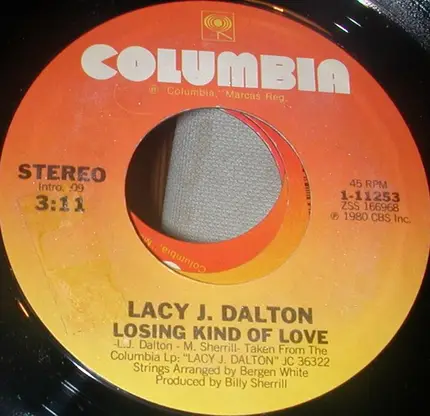 COLUMBIA
® "Columbia," Marcas Reg.
STEREO
Intro. :09
3:11
45 RPM
1-11253
ZSS 166968
℗ 1980 CBS Inc.
Columbia,
LACY J. DALTON
LOSING KIND OF LOVE
-L.J. Dalton - M. Sherrill- Taken From The
Columbia Lp: "LACY J. DALTON" JC 36322
Strings Arranged by Bergen White
Produced by Billy Sherrill